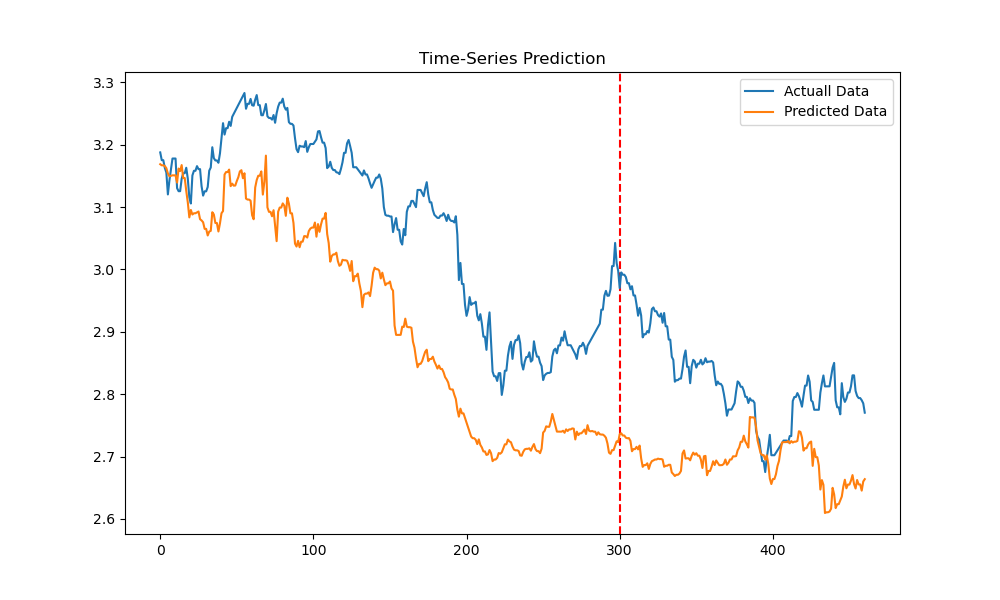 Time-Series Prediction
Actuall Data
Predicted Data
3.3
3.2
3.1
3.0
2.9
2.8
2.7
2.6
0 100 200 300 400